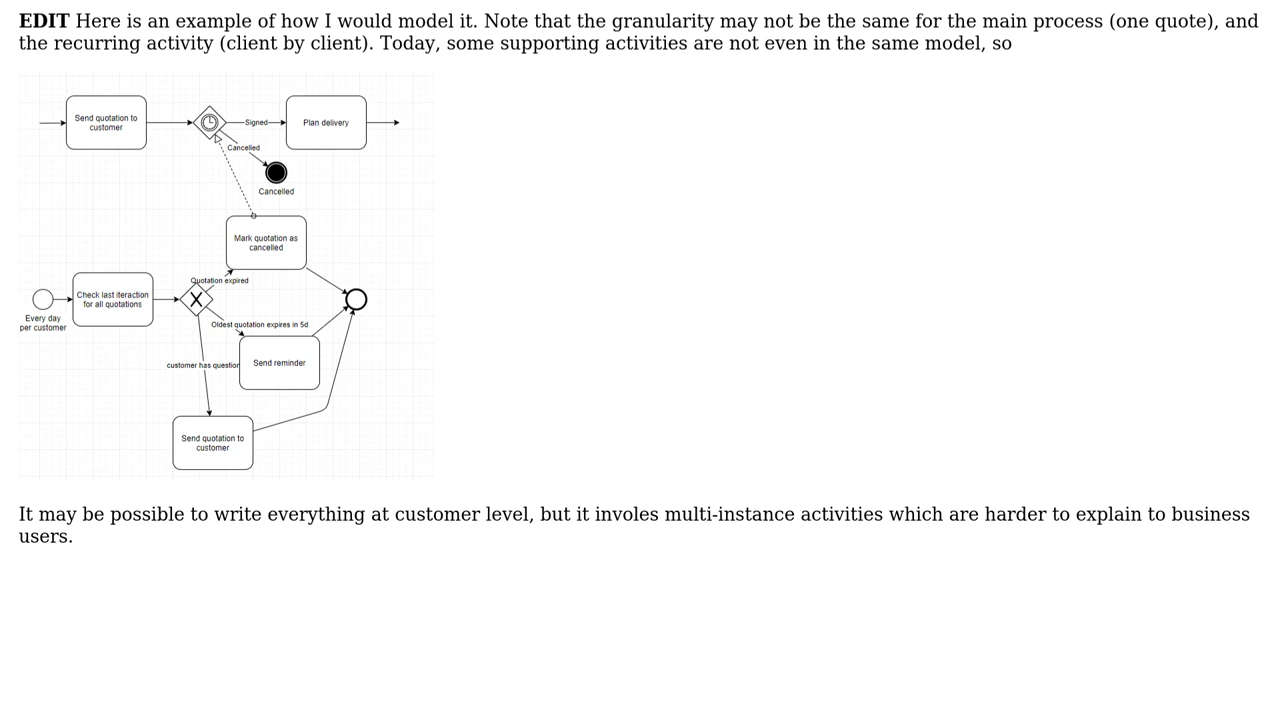 EDIT Here is an example of how I would model it. Note that the granularity may not be the same for the main process (one quote), and
the recurring activity (client by client). Today, some supporting activities are not even in the same model, so
Send quotation to
customer
Signed
Plan delivery
Cancelled
Cancelled
Mark quotation as
cancelled
Quotation expired
Check last iteraction
for all quotations
Every day
per customer
Oldest quotation expires in 5d
customer has question
Send reminder
Send quotation to
customer
It may be possible to write everything at customer level, but it involes multi-instance activities which are harder to explain to business
users.